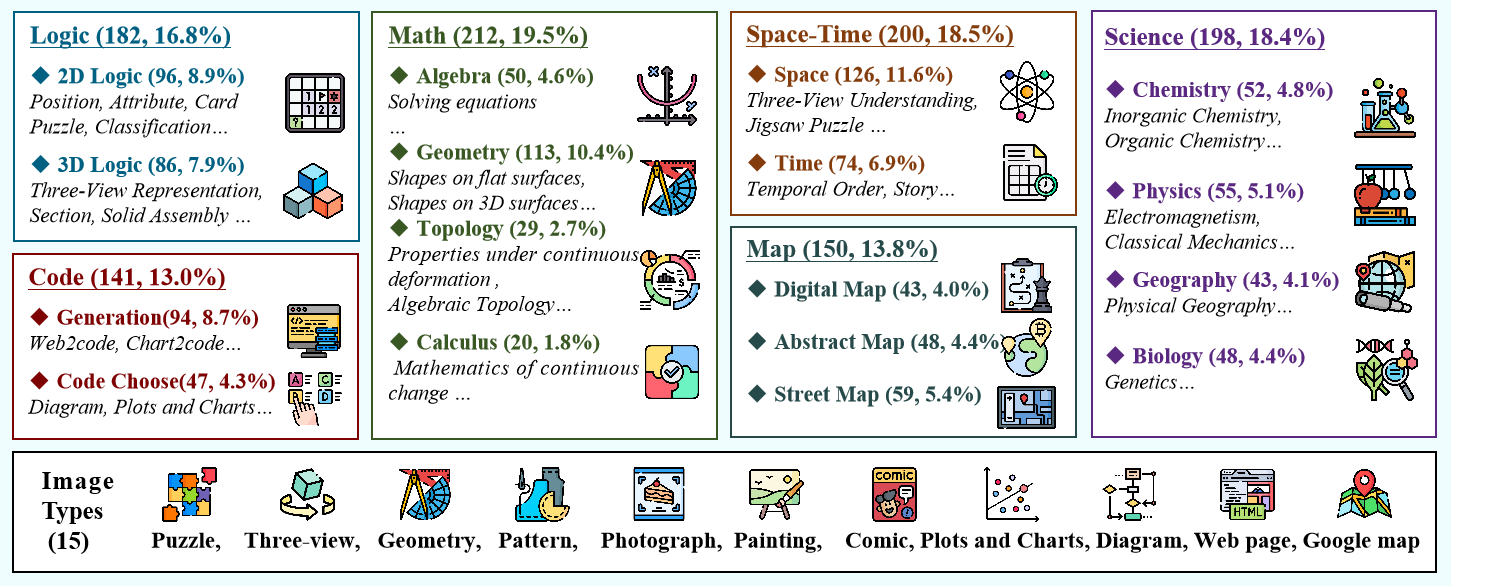 Logic (182, 16.8%)
◆ 2D Logic (96, 8.9%)
Position, Attribute, Card
Puzzle, Classification…
◆ 3D Logic (86, 7.9%)
Three-View Representation,
Section, Solid Assembly …
Code (141, 13.0%)
◆ Generation(94, 8.7%)
Web2code, Chart2code…
◆ Code Choose(47, 4.3%)
Diagram, Plots and Charts…
Math (212, 19.5%)
◆ Algebra (50, 4.6%)
Solving equations
…
◆ Geometry (113, 10.4%)
Shapes on flat surfaces,
Shapes on 3D surfaces…
◆ Topology (29, 2.7%)
Properties under continuous
deformation ,
Algebraic Topology…
◆ Calculus (20, 1.8%)
Mathematics of continuous
change …
Space-Time (200, 18.5%)
◆ Space (126, 11.6%)
Three-View Understanding,
Jigsaw Puzzle …
◆ Time (74, 6.9%)
Temporal Order, Story…
Map (150, 13.8%)
◆ Digital Map (43, 4.0%)
◆ Abstract Map (48, 4.4%
◆ Street Map (59, 5.4%)
Science (198, 18.4%)
◆ Chemistry (52, 4.8%)
Inorganic Chemistry,
Organic Chemistry…
◆ Physics (55, 5.1%)
Electromagnetism,
Classical Mechanics…
◆ Geography (43, 4.1%)
Physical Geography…
◆ Biology (48, 4.4%)
Genetics…
Image
Types
(15)
COMIC
HTML
Puzzle, Three-view, Geometry, Pattern, Photograph, Painting, Comic, Plots and Charts, Diagram, Web page, Google map